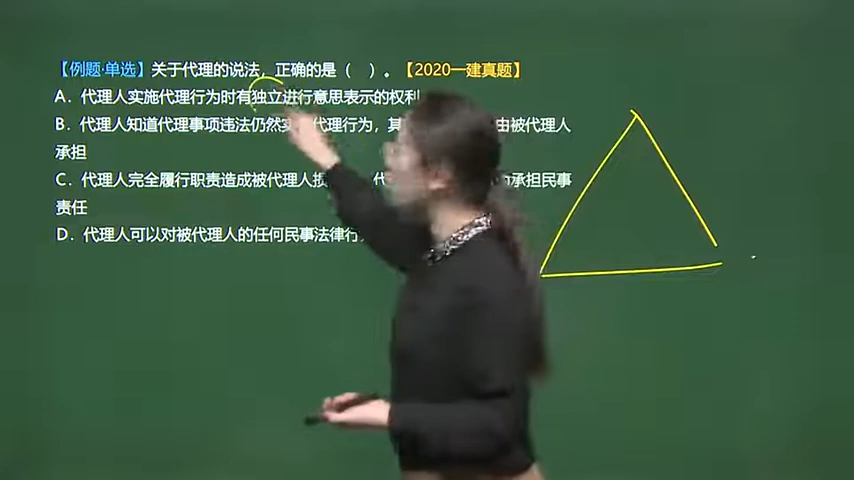 【例题·单选】关于代理的说法，正确的是（ ）。【2020一建真题】
A．代理人实施代理行为时有独立进行意思表示的权利
B．代理人知道代理事项违法仍然实 代理行为，其 由被代理人
承担
C．代理人完全履行职责造成被代理人损 代 承担民事
责任
D．代理人可以对被代理人的任何民事法律行